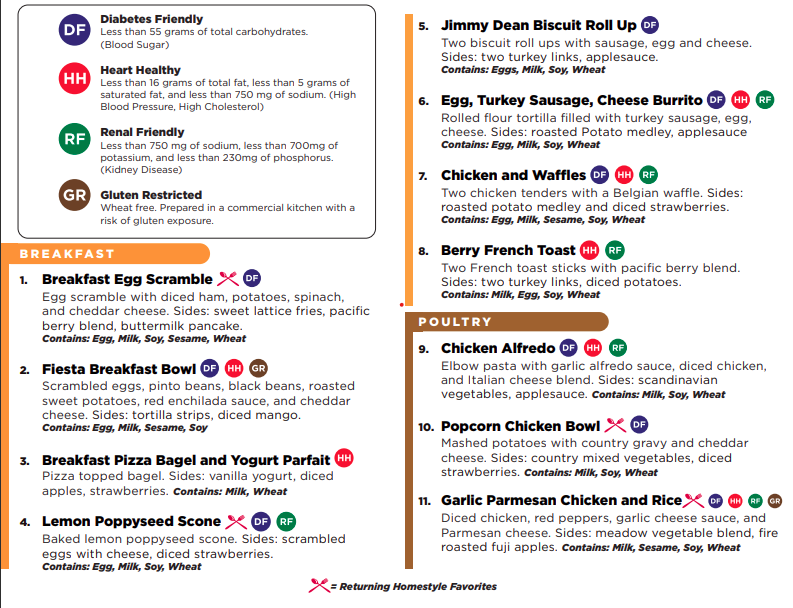 DF
Diabetes Friendly
Less than 55 grams of total carbohydrates.
(Blood Sugar)
HH
Heart Healthy
Less than 16 grams of total fat, less than 5 grams of
saturated fat, and less than 750 mg of sodium. (High
Blood Pressure, High Cholesterol)
RF
Renal Friendly
Less than 750 mg of sodium, less than 700mg of
potassium, and less than 230mg of phosphorus.
(Kidney Disease)
GR
Gluten Restricted
Wheat free. Prepared in a commercial kitchen with a
risk of gluten exposure.
BREAKFAST
1. Breakfast Egg Scramble DF
Egg scramble with diced ham, potatoes, spinach,
and cheddar cheese. Sides: sweet lattice fries, pacific
berry blend, buttermilk pancake.
Contains: Egg, Milk, Soy, Sesame, Wheat
2. Fiesta Breakfast Bowl DF HH GR
Scrambled eggs, pinto beans, black beans, roasted
sweet potatoes, red enchilada sauce, and cheddar
cheese. Sides: tortilla strips, diced mango.
Contains: Egg, Milk, Sesame, Soy
3. Breakfast Pizza Bagel and Yogurt Parfait HH
Pizza topped bagel. Sides: vanilla yogurt, diced
apples, strawberries. Contains: Milk, Wheat
4. Lemon Poppyseed Scone DF RF
Baked lemon poppyseed scone. Sides: scrambled
eggs with cheese, diced strawberries.
Contains: Egg, Milk, Soy, Wheat
5. Jimmy Dean Biscuit Roll Up DF
Two biscuit roll ups with sausage, egg and cheese.
Sides: two turkey links, applesauce.
Contains: Eggs, Milk, Soy, Wheat
6. Egg, Turkey Sausage, Cheese Burrito DF HH RF
Rolled flour tortilla filled with turkey sausage, egg,
cheese. Sides: roasted Potato medley, applesauce
Contains: Egg, Milk, Soy, Wheat
7. Chicken and Waffles DF HH RF
Two chicken tenders with a Belgian waffle. Sides:
roasted potato medley and diced strawberries.
Contains: Egg, Milk, Sesame, Soy, Wheat
8. Berry French Toast HH RF
Two French toast sticks with pacific berry blend.
Sides: two turkey links, diced potatoes.
Contains: Milk, Egg, Soy, Wheat
POULTRY
9. Chicken Alfredo DF HH RF
Elbow pasta with garlic alfredo sauce, diced chicken,
and Italian cheese blend. Sides: scandinavian
vegetables, applesauce. Contains: Milk, Soy, Wheat
10. Popcorn Chicken Bowl DF
Mashed potatoes with country gravy and cheddar
cheese. Sides: country mixed vegetables, diced
strawberries. Contains: Milk, Soy, Wheat
11. Garlic Parmesan Chicken and Rice DF HH RF GR
Diced chicken, red peppers, garlic cheese sauce, and
Parmesan cheese. Sides: meadow vegetable blend, fire
roasted fuji apples. Contains: Milk, Sesame, Soy, Wheat
= Returning Homestyle Favorites